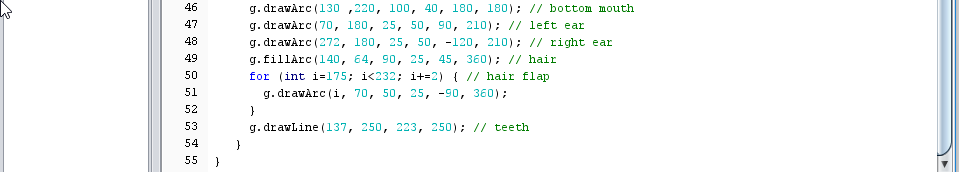 46 g.drawArc(130 ,220, 100, 40, 180, 180); // bottom mouth
47 g.drawArc(70, 180, 25, 50, 90, 210); // left ear
48 g.drawArc(272, 180, 25, 50, -120, 210); // right ear
49 g.fillArc(140, 64, 90, 25, 45, 360); // hair
50 for (int i=175; i<232; i+=2) { // hair flap
51 g.drawArc(i, 70, 50, 25, -90, 360);
52 }
53 g.drawLine(137, 250, 223, 250); // teeth
54 }
55 }